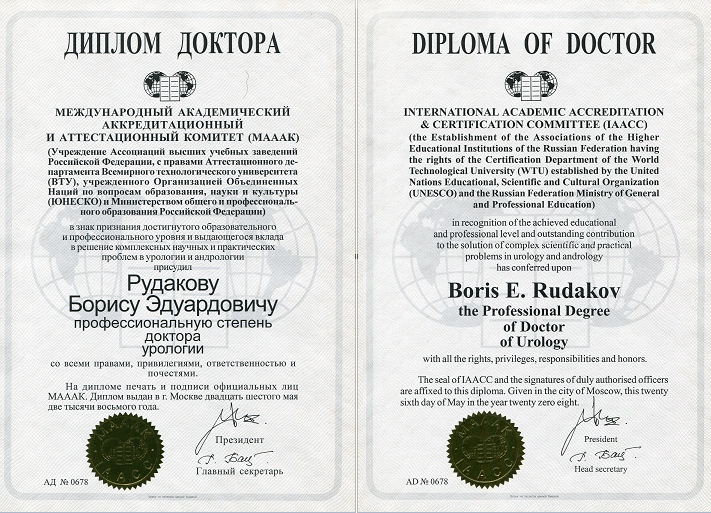 ДИПЛОМ ДОКТОРА
МЕЖДУНАРОДНЫЙ АКАДЕМИЧЕСКИЙ
АККРЕДИТАЦИОННЫЙ
И АТТЕСТАЦИОННЫЙ КОМИТЕТ (МАААК)
(Учреждение Ассоциаций высших учебных заведений
Российской Федерации, с правами Аттестационного де-
партамента Всемирного технологического университета
(ВТУ), учрежденного Организацией Объединенных
Наций по вопросам образования, науки и культуры
(ЮНЕСКО) и Министерством общего и профессиональ-
ного образования Российской Федерации)
в знак признания достигнутого образовательного
и профессионального уровня и выдающегося вклада
в решение комплексных научных и практических
проблем в урологии и андрологии
присудил
Рудакову
Борису Эдуардовичу
профессиональную степень
доктора
урологии
со всеми правами, привилегиями, ответственностью и
почестями.
На дипломе печать и подписи официальных лиц
МАААК. Диплом выдан в г. Москве двадцать шестого мая
две тысячи восьмого года.
Президент
Главный секретарь
АД № 0678
DIPLOMA OF DOCTOR
INTERNATIONAL ACADEMIC ACCREDITATION
& CERTIFICATION COMMITTEE (IAACC)
(the Establishment of the Associations of the Higher
Educational Institutions of the Russian Federation having
the rights of the Certification Department of the World
Technological University (WTU) established by the United
Nations Educational, Scientific and Cultural Organization
(UNESCO) and the Russian Federation Ministry of General
and Professional Education)
in recognition of the achieved educational
and professional level and outstanding contribution
to the solution of complex scientific and practical
problems in urology and andrology
has conferred upon
Boris E. Rudakov
the Professional Degree
of Doctor
of Urology
with all the rights, privileges, responsibilities and honors.
The seal of IAACC and the signatures of duly authorised officers
are affixed to this diploma. Given in the city of Moscow, this twenty
sixth day of May in the year twenty zero eight.
President
Head secretary
AD № 0678